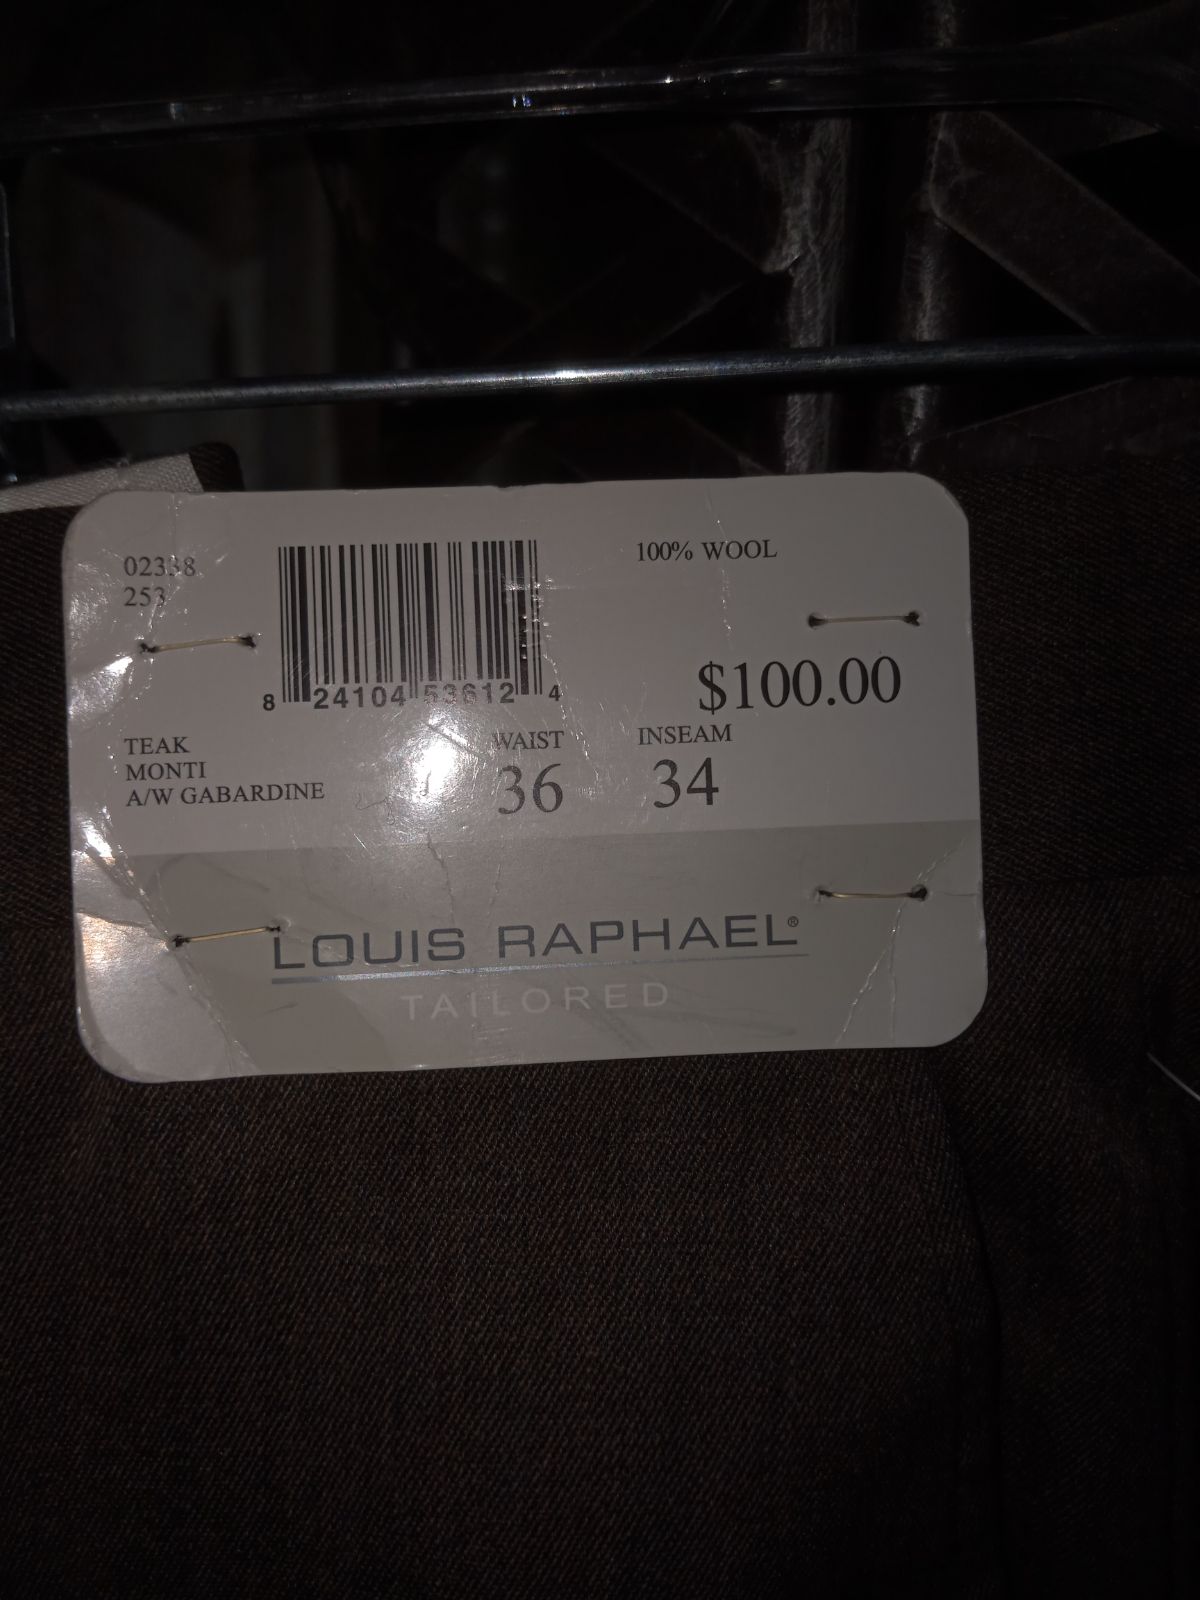 02338
253
100% WOOL
8 24104 53612 4
$100.00
TEAK
MONTI
A/W GABARDINE
WAIST
36
INSEAM
34
LOUIS RAPHAEL®
TAILORED